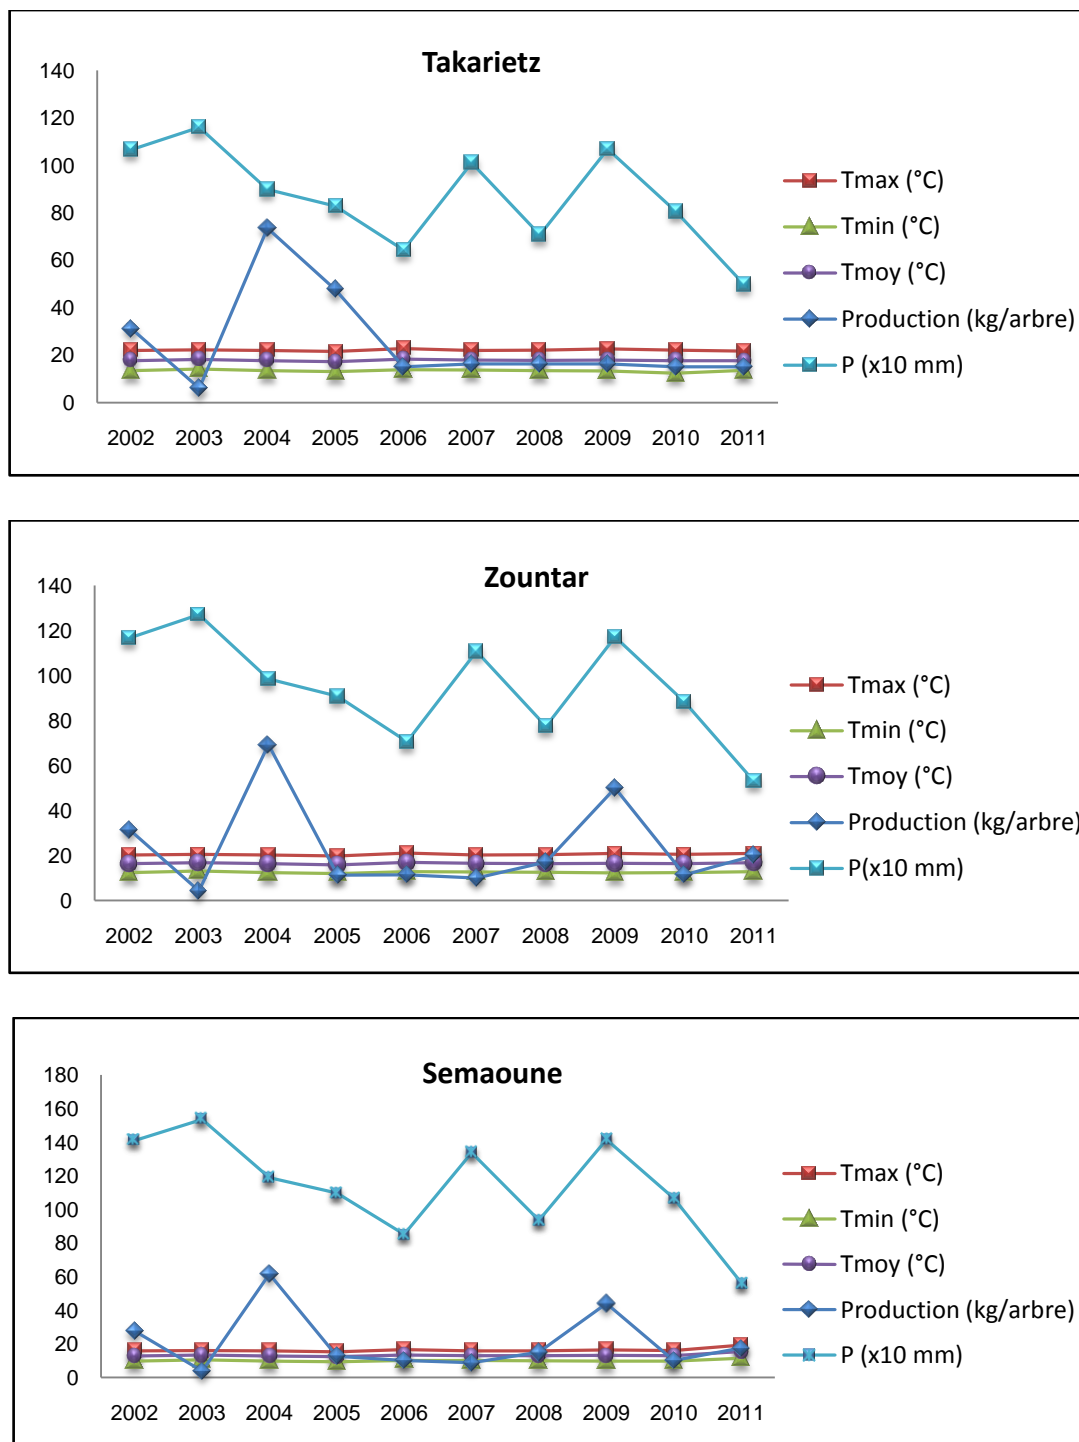 Takarietz
140
120
100
80
60
40
20
0
2002 2003 2004 2005 2006 2007 2008 2009 2010 2011
Tmax (°C)
Tmin (°C)
Tmoy (°C)
Production (kg/arbre)
P (x10 mm)
Zountar
140
120
100
80
60
40
20
0
2002 2003 2004 2005 2006 2007 2008 2009 2010 2011
Tmax (°C)
Tmin (°C)
Tmoy (°C)
Production (kg/arbre)
P(x10 mm)
Semaoune
180
160
140
120
100
80
60
40
20
0
2002 2003 2004 2005 2006 2007 2008 2009 2010 2011
Tmax (°C)
Tmin (°C)
Tmoy (°C)
Production (kg/arbre)
P (x10 mm)